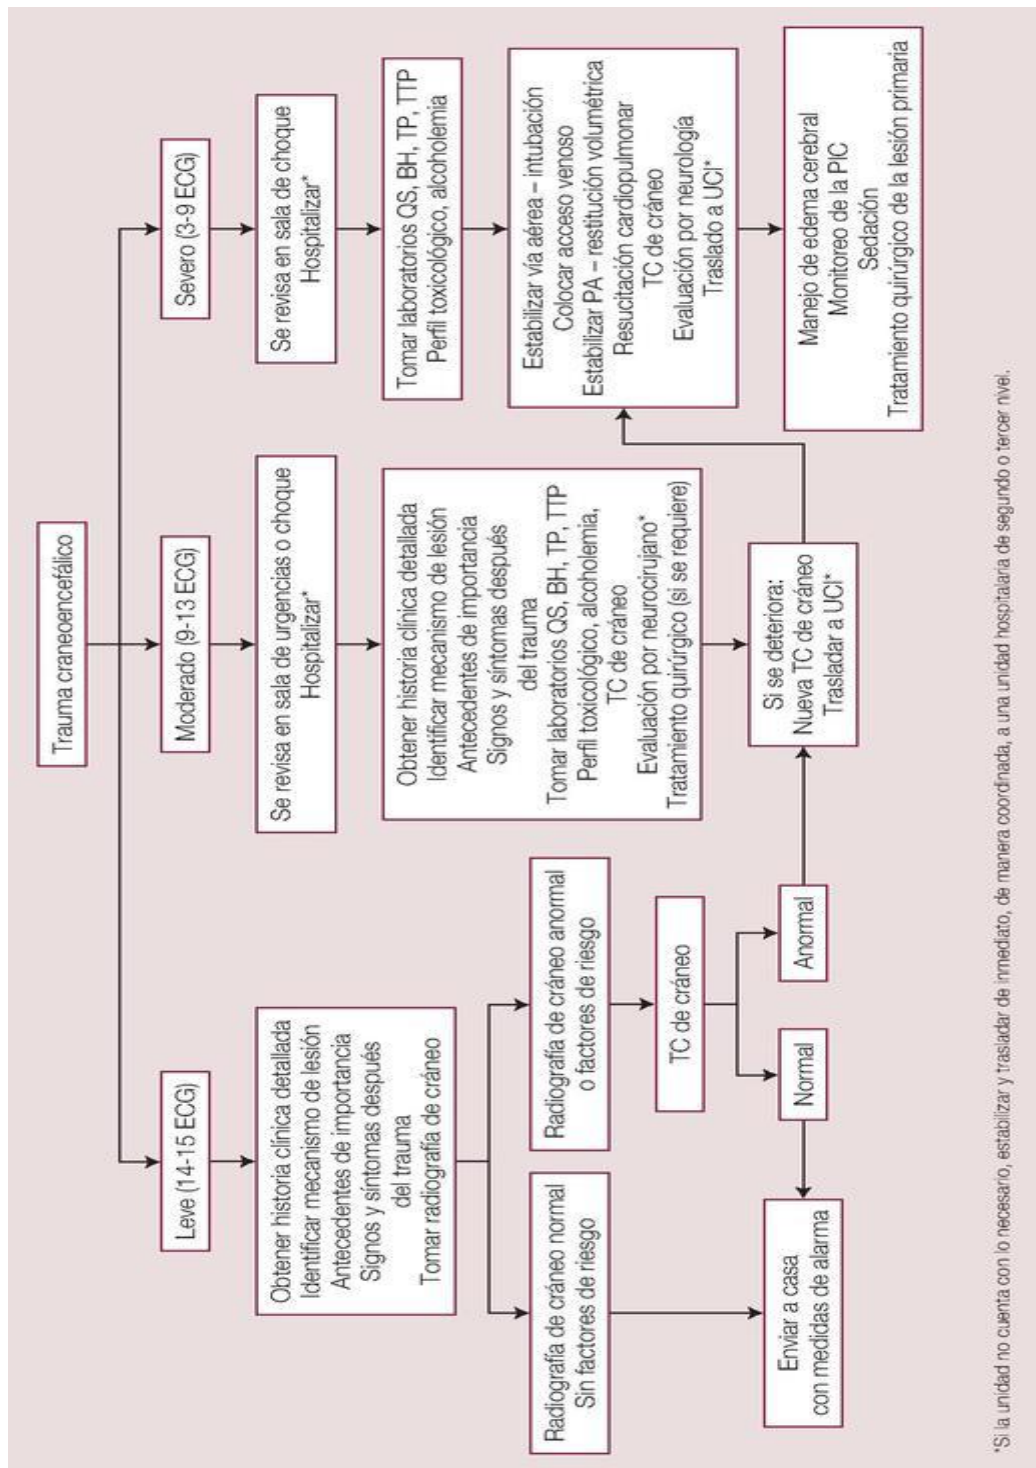 Trauma craneoencefálico
Leve (14-15 ECG)
Moderado (9-13 ECG)
Severo (3-9 ECG)
Obtener historia clínica detallada
Identificar mecanismo de lesión
Antecedentes de importancia
Signos y síntomas después
del trauma
Tomar radiografía de cráneo
Se revisa en sala de urgencias o choque
Hospitalizar*
Se revisa en sala de choque
Hospitalizar*
Obtener historia clínica detallada
Identificar mecanismo de lesión
Antecedentes de importancia
Signos y síntomas después
del trauma
Tomar laboratorios QS, BH, TP, TTP
Perfil toxicológico, alcoholemia,
TC de cráneo
Evaluación por neurocirujano*
Tratamiento quirúrgico (si se requiere)
Tomar laboratorios QS, BH, TP, TTP
Perfil toxicológico, alcoholemia
Radiografía de cráneo normal
Sin factores de riesgo
Radiografía de cráneo anormal
o factores de riesgo
Estabilizar vía aérea – intubación
Colocar acceso venoso
Estabilizar PA – restitución volumétrica
Resucitación cardiopulmonar
TC de cráneo
Evaluación por neurología
Traslado a UCI*
TC de cráneo
Normal
Anormal
Si se deteriora:
Nueva TC de cráneo
Trasladar a UCI*
Enviar a casa
con medidas de alarma
Manejo de edema cerebral
Monitoreo de la PIC
Sedación
Tratamiento quirúrgico de la lesión primaria
*Si la unidad no cuenta con lo necesario, estabilizar y trasladar de inmediato, de manera coordinada, a una unidad hospitalara de segundo o tercer nivel.